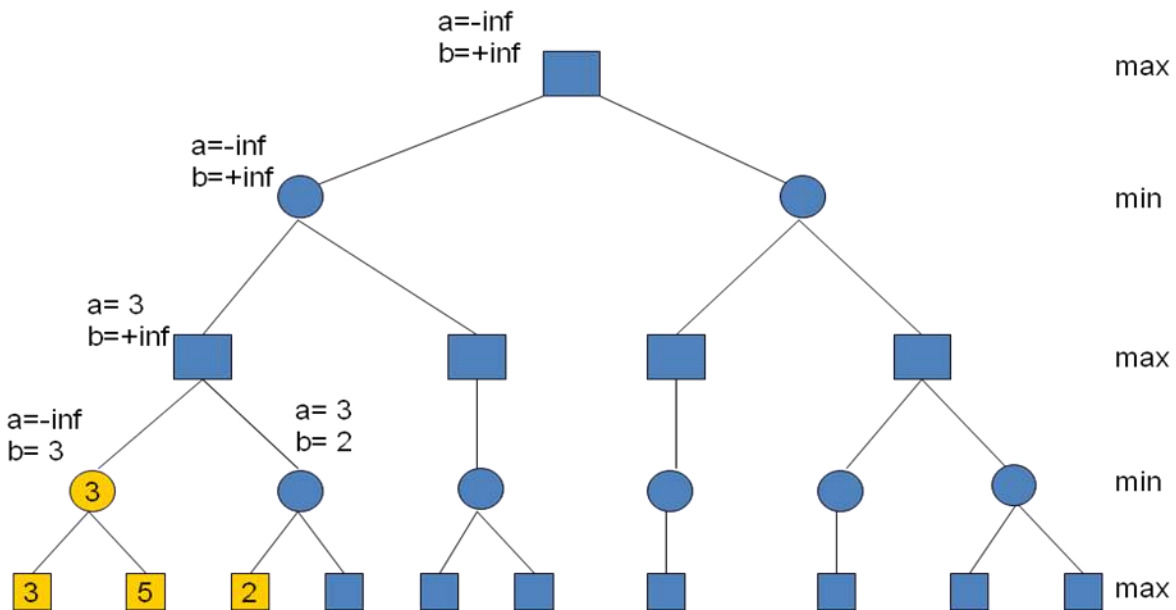 a=-inf
b=+inf
max
a=-inf
b=+inf
min
a= 3
b=+inf
max
a=-inf
b= 3
a= 3
b= 2
3
min
3
5
2
max